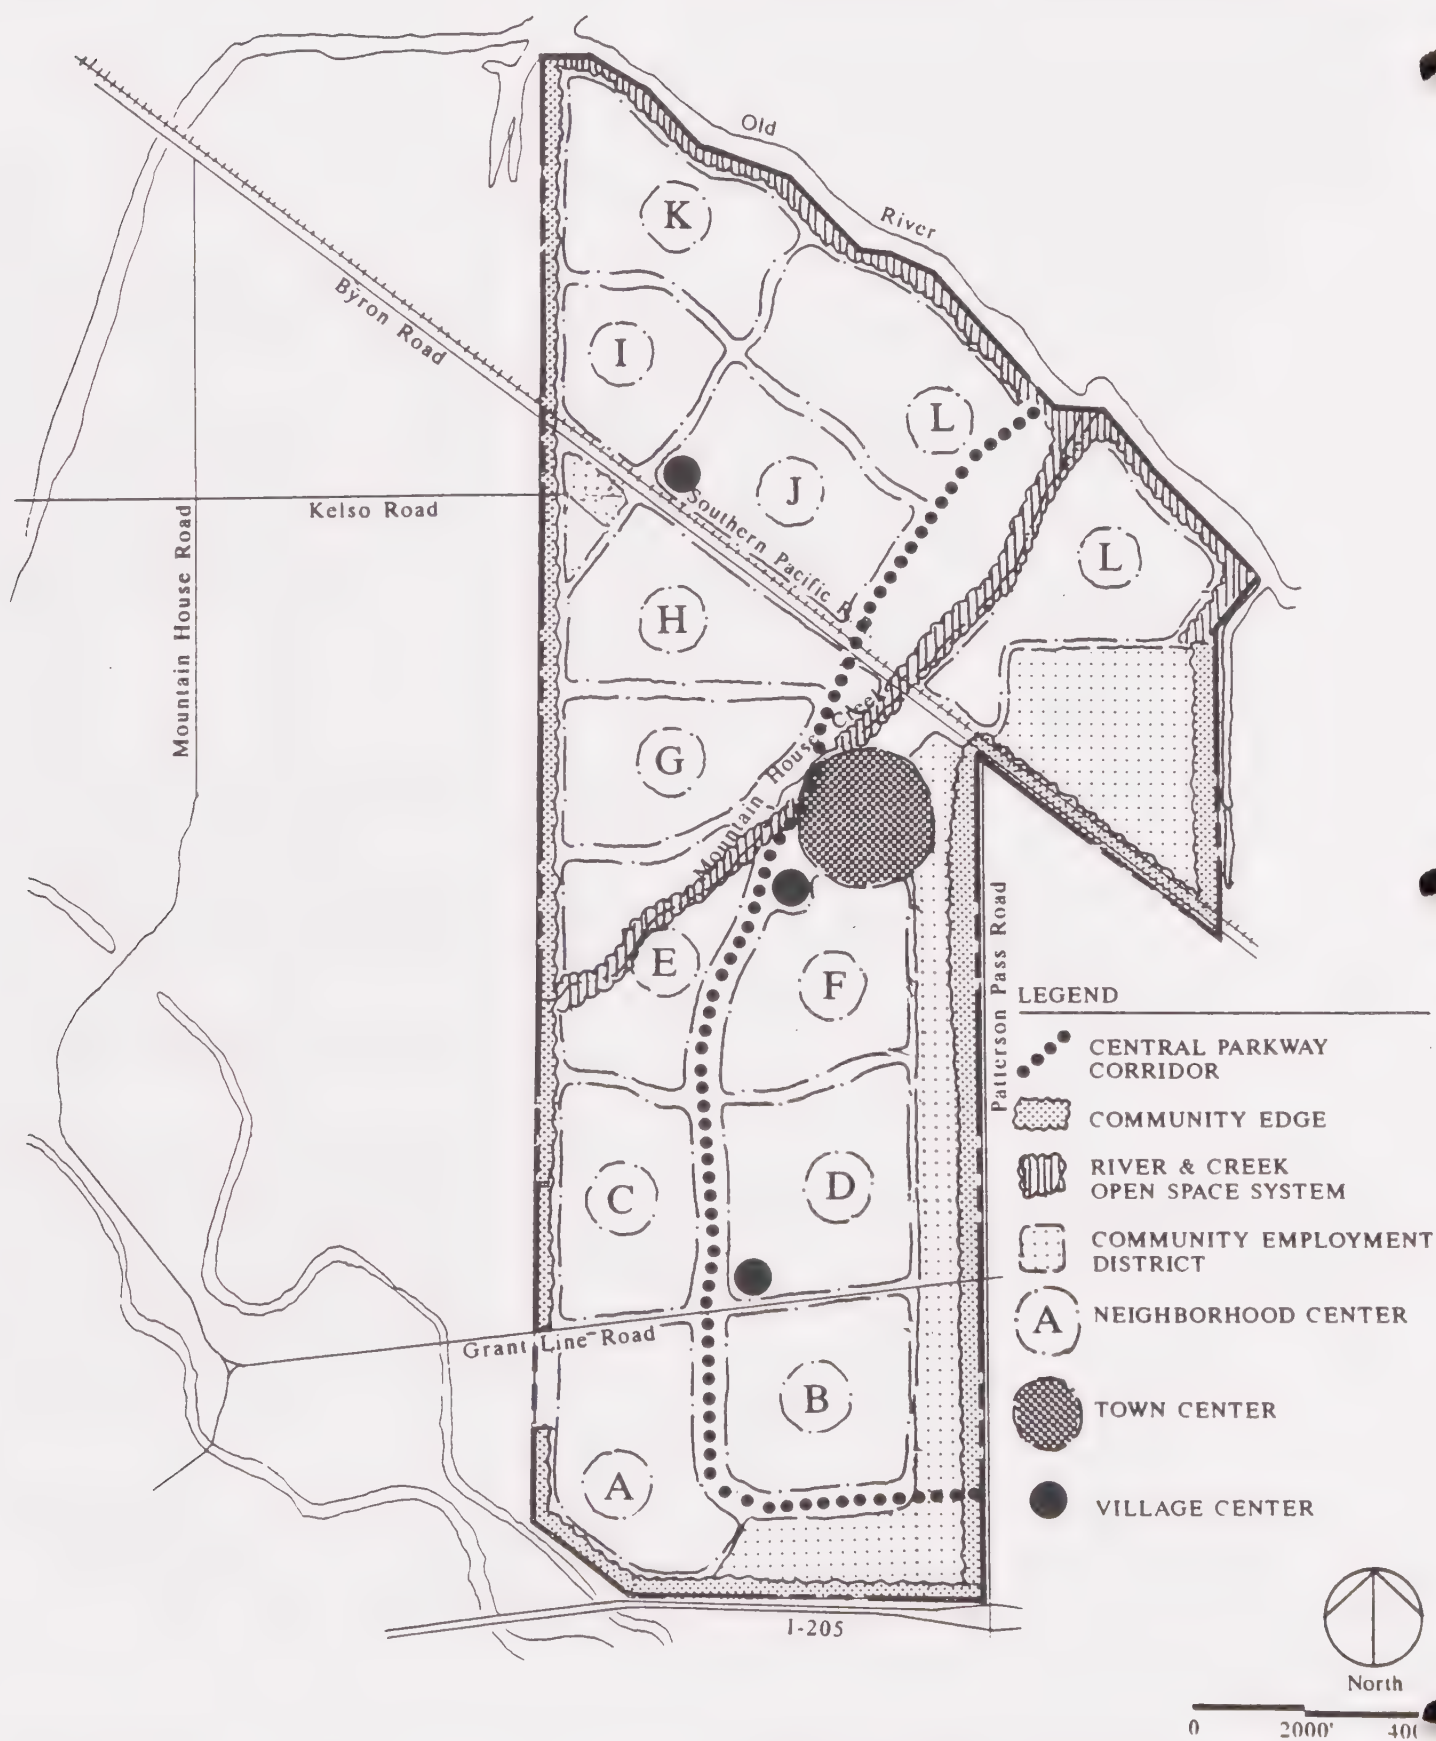 Old
River
K
Byron Road
I
L
J
Kelso Road
Southern Pacific R
L
Mountain House Road
H
G
Mountain House Creek
E
F
Patterson Pass Road
C
D
Grant Line Road
B
A
I-205
LEGEND
CENTRAL PARKWAY
CORRIDOR
COMMUNITY EDGE
RIVER & CREEK
OPEN SPACE SYSTEM
COMMUNITY EMPLOYMENT
DISTRICT
A NEIGHBORHOOD CENTER
TOWN CENTER
VILLAGE CENTER
North
0 2000'